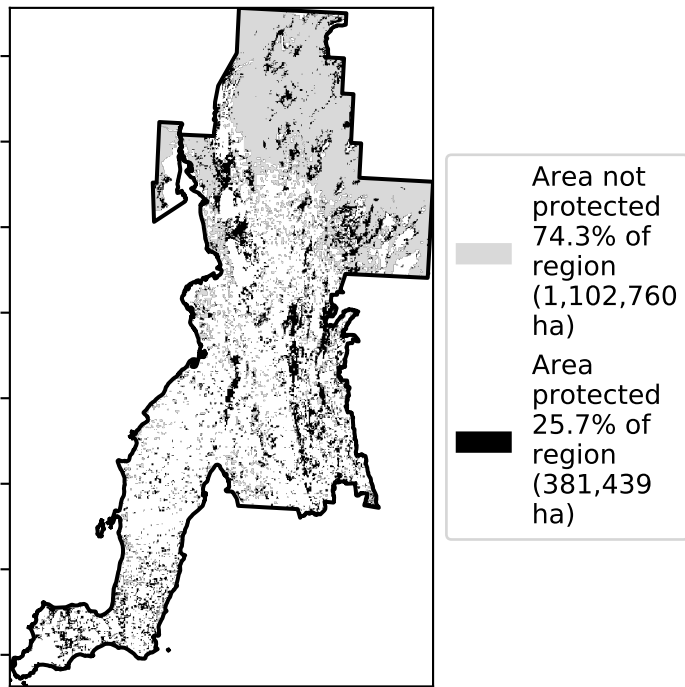 Area not
protected
74.3% of
region
(1,102,760
ha)
Area
protected
25.7% of
region
(381,439
ha)